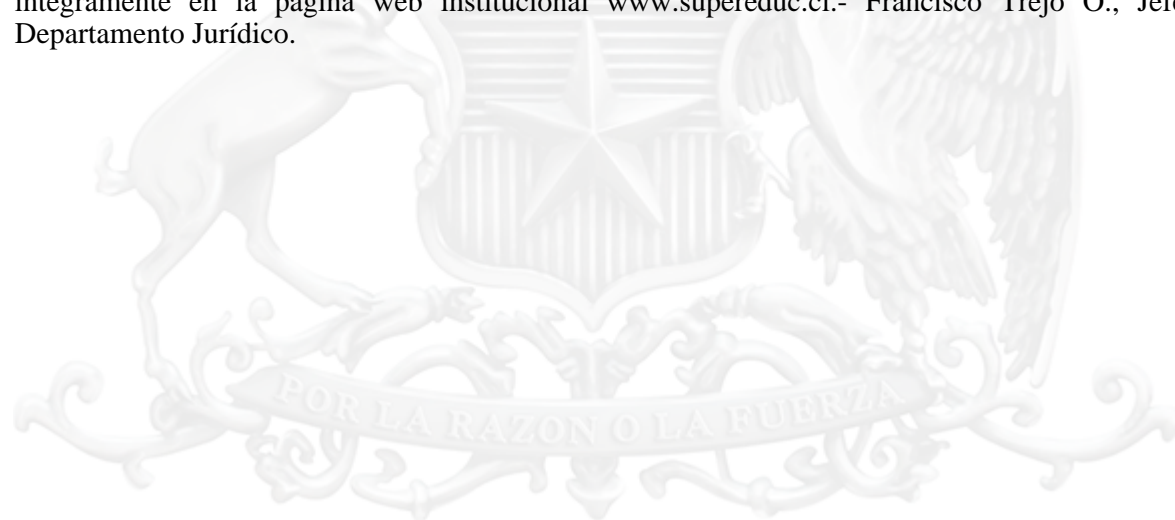 íntegramente en la página web institucional www.supereduc.cl.- Francisco Trejo O., Jefe
Departamento Jurídico.
POR LA RAZON O LA FUERZA